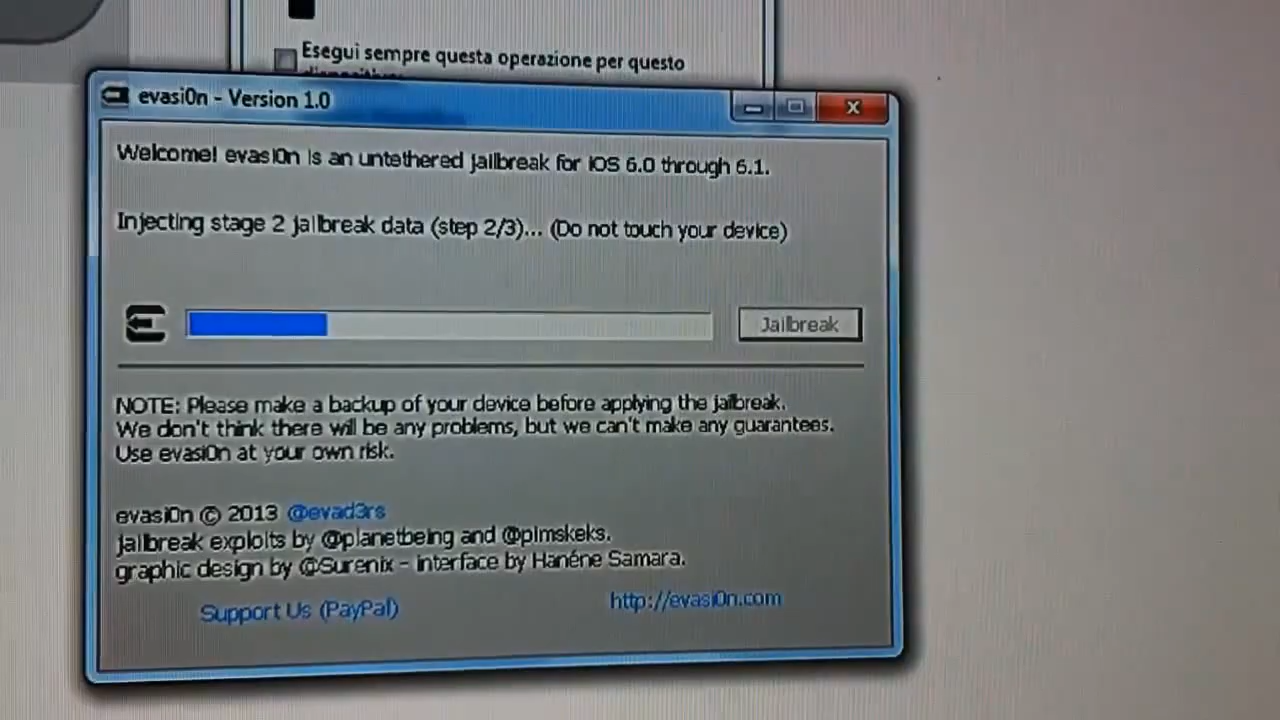 Esegui sempre questa operazione per questo
evasi0n - Version 1.0
Welcome! evasi0n is an untethered jailbreak for iOS 6.0 through 6.1.
Injecting stage 2 jailbreak data (step 2/3)... (Do not touch your device)
Jailbreak
NOTE: Please make a backup of your device before applying the jailbreak.
We don't think there will be any problems, but we can't make any guarantees.
Use evasi0n at your own risk.
evasi0n © 2013 @evad3rs
jailbreak exploits by @planetbeing and @pimskeks.
graphic design by @Surenix - interface by Hanéne Samara.
Support Us (PayPal)
http://evasi0n.com